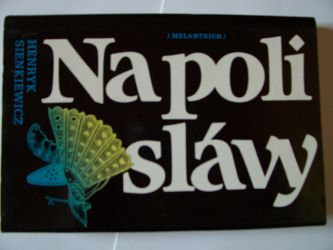 HENRYK
SIENKIEWICZ
/MELANTRICH/
Na poli
slávy